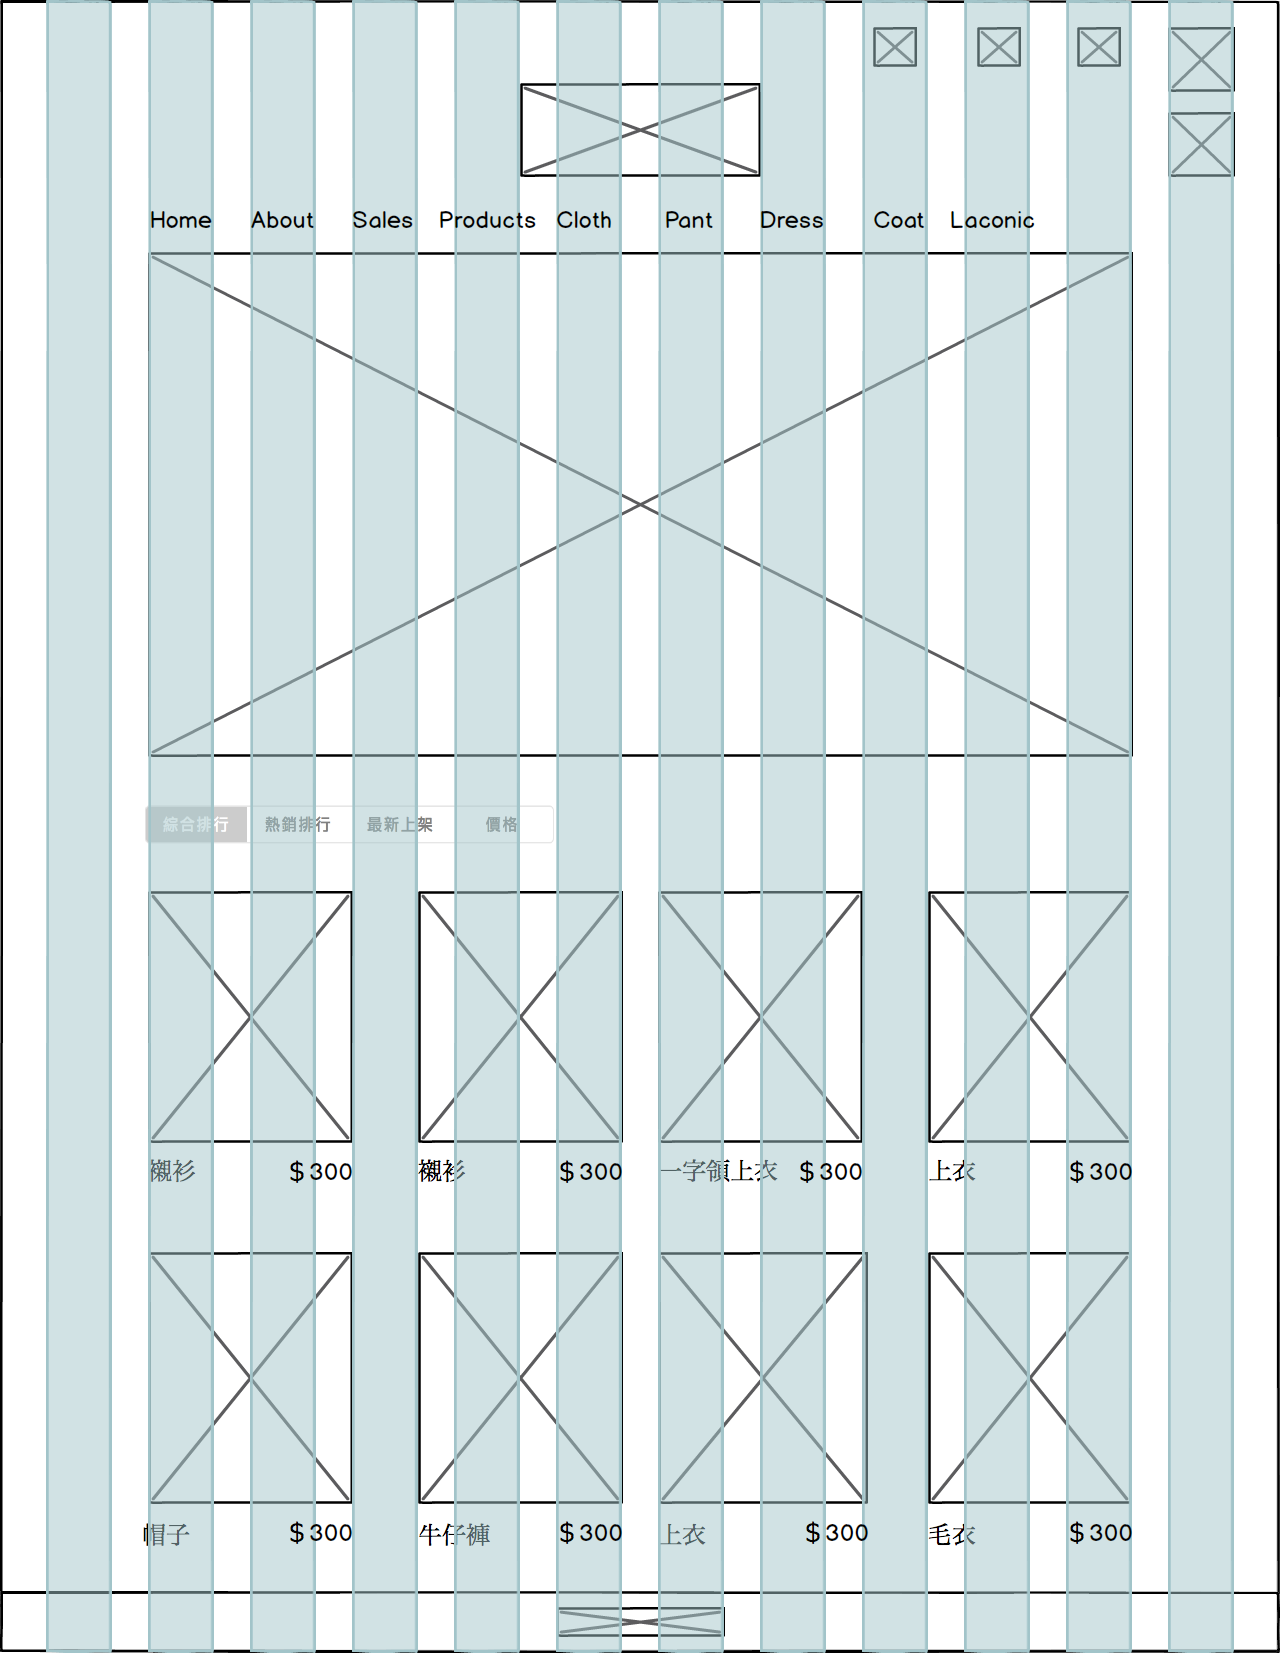 Home About Sales Products Cloth Pant Dress Coat Laconic
綜合排行 熱銷排行 最新上架 價格
襯衫 $300 襯衫 $300 一字領上衣 $300 上衣 $300
帽子 $300 牛仔褲 $300 上衣 $300 毛衣 $300